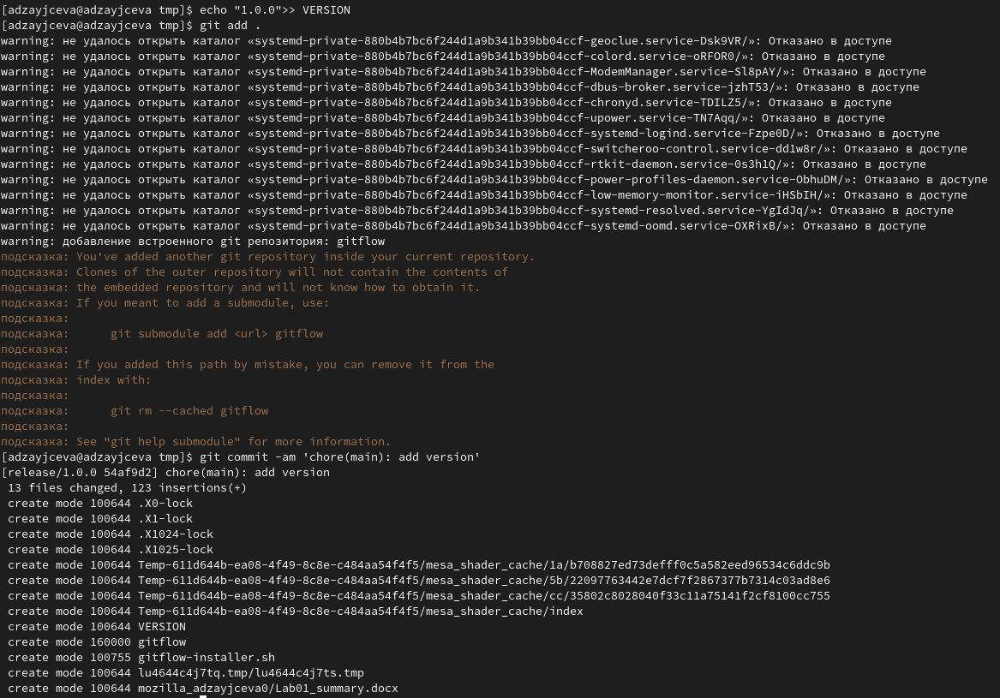 [adzayjceva@adzayjceva tmp]$ echo "1.0.0">> VERSION
[adzayjceva@adzayjceva tmp]$ git add .
warning: не удалось открыть каталог «systemd-private-880b4b7bc6f244d1a9b341b39bb04ccf-geoclue.service-Dsk9VR/»: Отказано в доступе
warning: не удалось открыть каталог «systemd-private-880b4b7bc6f244d1a9b341b39bb04ccf-colord.service-oRFOR0/»: Отказано в доступе
warning: не удалось открыть каталог «systemd-private-880b4b7bc6f244d1a9b341b39bb04ccf-ModemManager.service-Sl8pAY/»: Отказано в доступе
warning: не удалось открыть каталог «systemd-private-880b4b7bc6f244d1a9b341b39bb04ccf-dbus-broker.service-jzhT53/»: Отказано в доступе
warning: не удалось открыть каталог «systemd-private-880b4b7bc6f244d1a9b341b39bb04ccf-chronyd.service-TDILZ5/»: Отказано в доступе
warning: не удалось открыть каталог «systemd-private-880b4b7bc6f244d1a9b341b39bb04ccf-upower.service-TN7Aqq/»: Отказано в доступе
warning: не удалось открыть каталог «systemd-private-880b4b7bc6f244d1a9b341b39bb04ccf-systemd-logind.service-Fzpe0D/»: Отказано в доступе
warning: не удалось открыть каталог «systemd-private-880b4b7bc6f244d1a9b341b39bb04ccf-switcheroo-control.service-dd1w8r/»: Отказано в доступе
warning: не удалось открыть каталог «systemd-private-880b4b7bc6f244d1a9b341b39bb04ccf-rtkit-daemon.service-0s3h1Q/»: Отказано в доступе
warning: не удалось открыть каталог «systemd-private-880b4b7bc6f244d1a9b341b39bb04ccf-power-profiles-daemon.service-ObhuDM/»: Отказано в доступе
warning: не удалось открыть каталог «systemd-private-880b4b7bc6f244d1a9b341b39bb04ccf-low-memory-monitor.service-iHSbIH/»: Отказано в доступе
warning: не удалось открыть каталог «systemd-private-880b4b7bc6f244d1a9b341b39bb04ccf-systemd-resolved.service-YgIdJq/»: Отказано в доступе
warning: не удалось открыть каталог «systemd-private-880b4b7bc6f244d1a9b341b39bb04ccf-systemd-oomd.service-OXRixB/»: Отказано в доступе
warning: добавление встроенного git репозитория: gitflow
подсказка: You've added another git repository inside your current repository.
подсказка: Clones of the outer repository will not contain the contents of
подсказка: the embedded repository and will not know how to obtain it.
подсказка: If you meant to add a submodule, use:
подсказка:
подсказка:      git submodule add <url> gitflow
подсказка:
подсказка: If you added this path by mistake, you can remove it from the
подсказка: index with:
подсказка:
подсказка:      git rm --cached gitflow
подсказка:
подсказка: See "git help submodule" for more information.
[adzayjceva@adzayjceva tmp]$ git commit -am 'chore(main): add version'
[release/1.0.0 54af9d2] chore(main): add version
 13 files changed, 123 insertions(+)
 create mode 100644 .X0-lock
 create mode 100644 .X1-lock
 create mode 100644 .X1024-lock
 create mode 100644 .X1025-lock
 create mode 100644 Temp-611d644b-ea08-4f49-8c8e-c484aa54f4f5/mesa_shader_cache/1a/b708827ed73defff0c5a582eed96534c6ddc9b
 create mode 100644 Temp-611d644b-ea08-4f49-8c8e-c484aa54f4f5/mesa_shader_cache/5b/22097763442e7dcf7f2867377b7314c03ad8e6
 create mode 100644 Temp-611d644b-ea08-4f49-8c8e-c484aa54f4f5/mesa_shader_cache/cc/35802c8028040f33c11a75141f2cf8100cc755
 create mode 100644 Temp-611d644b-ea08-4f49-8c8e-c484aa54f4f5/mesa_shader_cache/index
 create mode 100644 VERSION
 create mode 160000 gitflow
 create mode 100755 gitflow-installer.sh
 create mode 100644 lu4644c4j7tq.tmp/lu4644c4j7ts.tmp
 create mode 100644 mozilla_adzayjceva0/Lab01_summary.docx